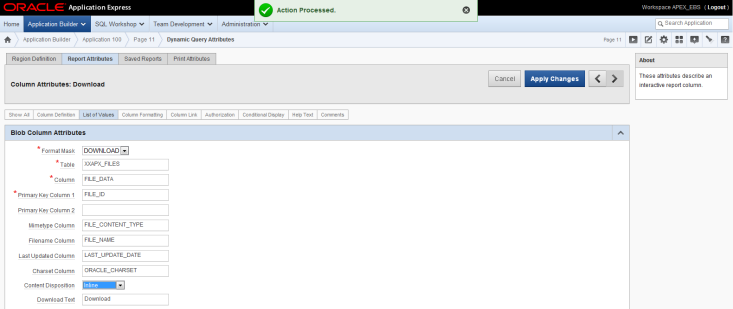 ORACLE Application Express
Action Processed.
Workspace APEX_EBS ( Logout )
Home Application Builder SQL Workshop Team Development Administration
Search Application
Application Builder Application 100 Page 11 Dynamic Query Attributes
Page 11
Region Definition Report Attributes Saved Reports Print Attributes
Column Attributes: Download
Cancel Apply Changes < >
About
These attributes describe an
interactive report column.
Show All Column Definition List of Values Column Formatting Column Link Authorization Conditional Display Help Text Comments
Blob Column Attributes
* Format Mask DOWNLOAD
* Table XXAPX_FILES
* Column FILE_DATA
* Primary Key Column 1 FILE_ID
Primary Key Column 2
Mimetype Column FILE_CONTENT_TYPE
Filename Column FILE_NAME
Last Updated Column LAST_UPDATE_DATE
Charset Column ORACLE_CHARSET
Content Disposition Inline
Download Text Download